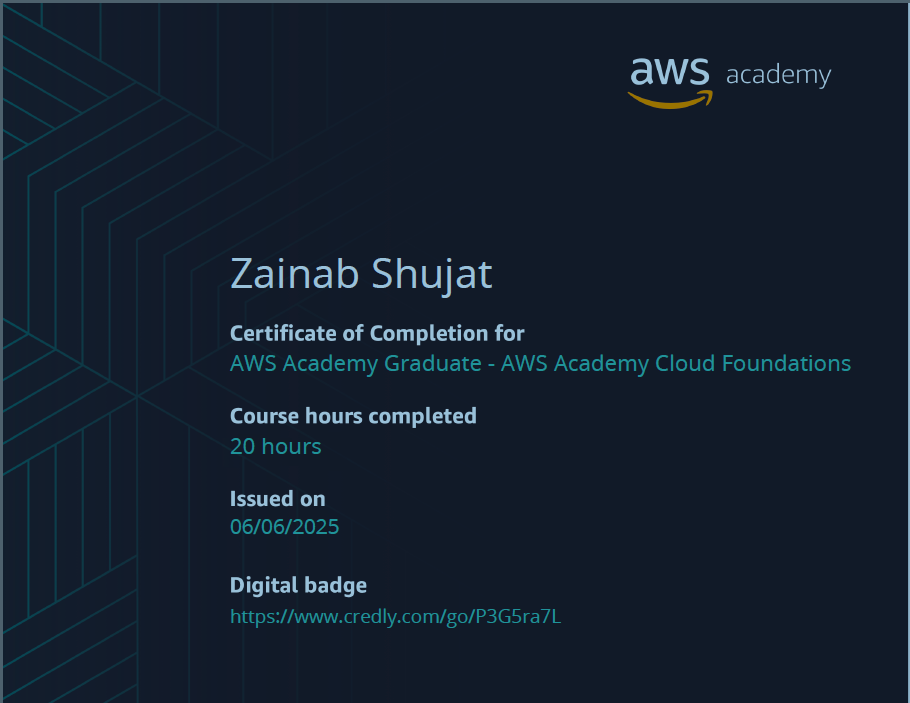 aws academy
Zainab Shujat
Certificate of Completion for
AWS Academy Graduate - AWS Academy Cloud Foundations
Course hours completed
20 hours
Issued on
06/06/2025
Digital badge
https://www.credly.com/go/P3G5ra7L